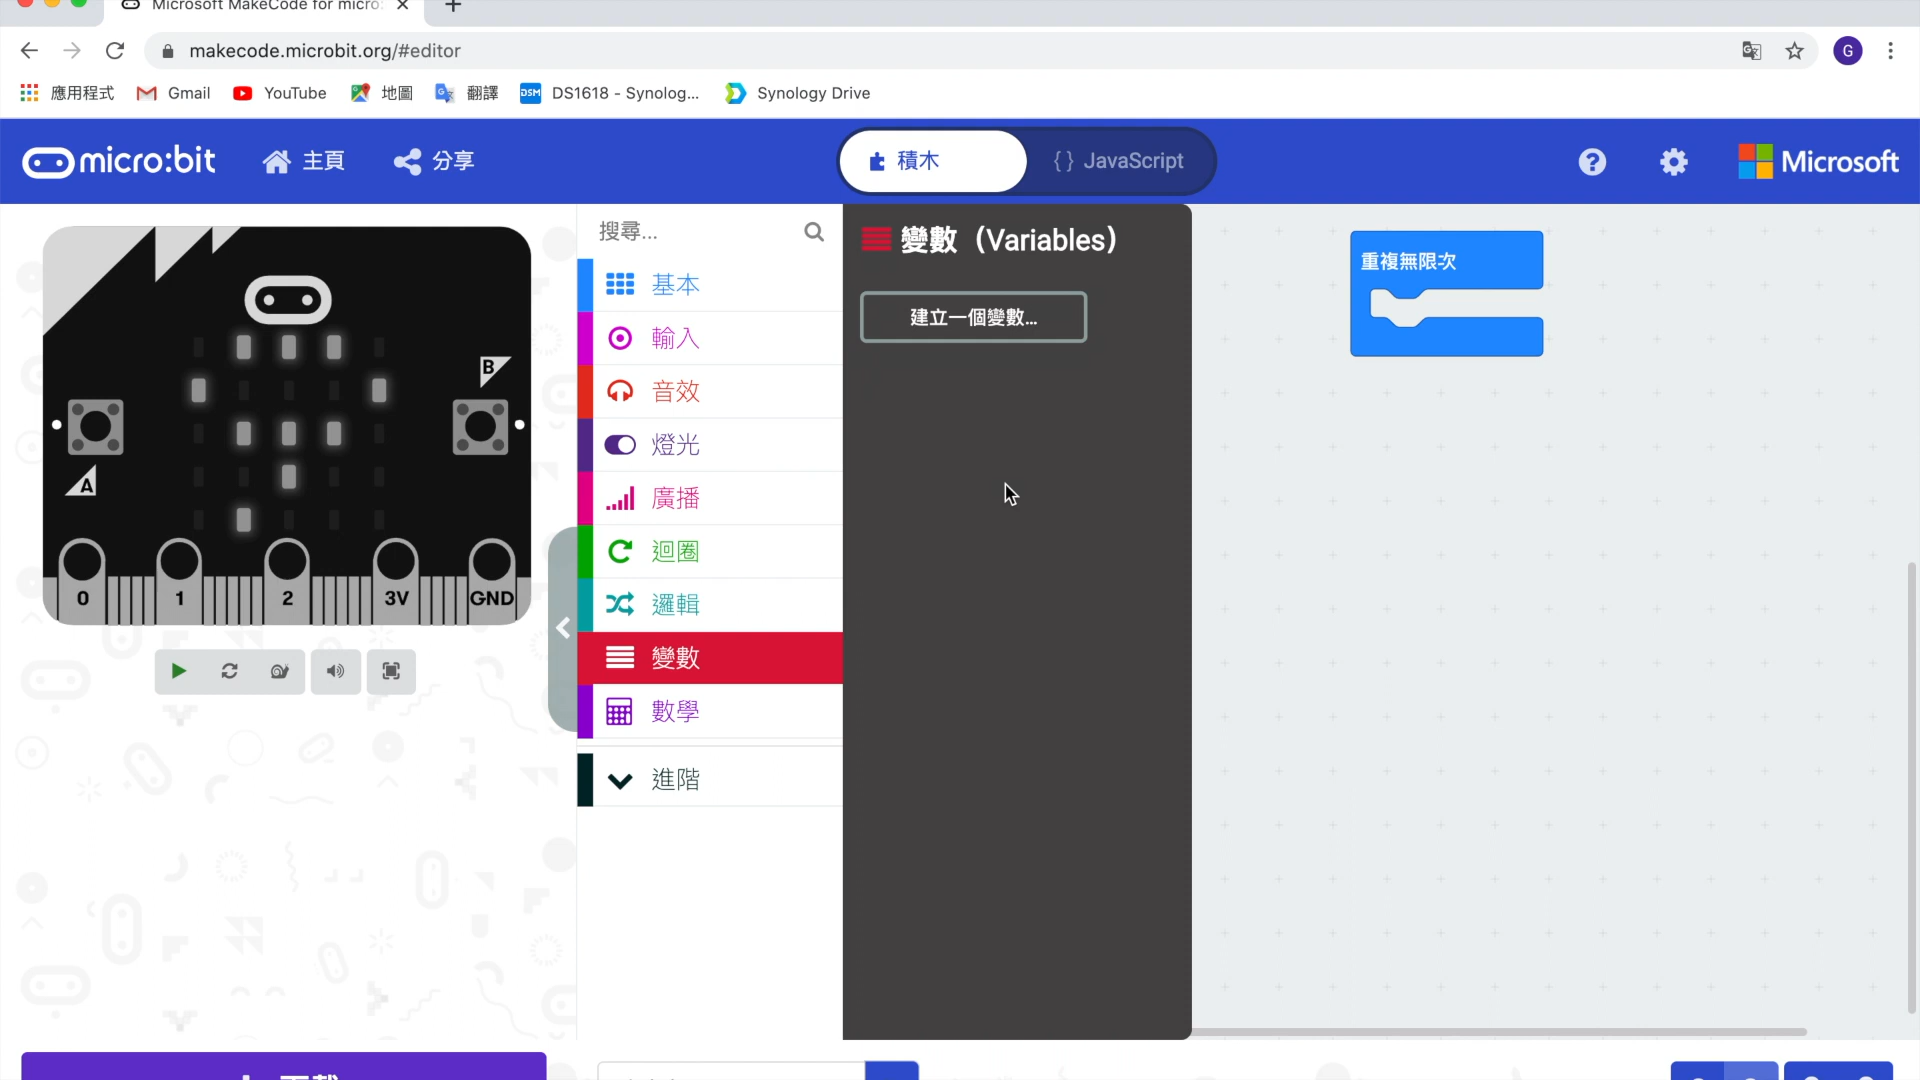 Microsoft MakeCode for micro:
makecode.microbit.org/#editor
G
應用程式
Gmail
YouTube
地圖
翻譯
DSM
DS1618 - Synolog...
Synology Drive
micro:bit
主頁
分享
積木
{ } JavaScript
?
Microsoft
搜尋...
基本
輸入
音效
燈光
廣播
迴圈
邏輯
變數
數學
進階
變數（Variables）
建立一個變數...
重複無限次
B
A
0
1
2
3V
GND
下載